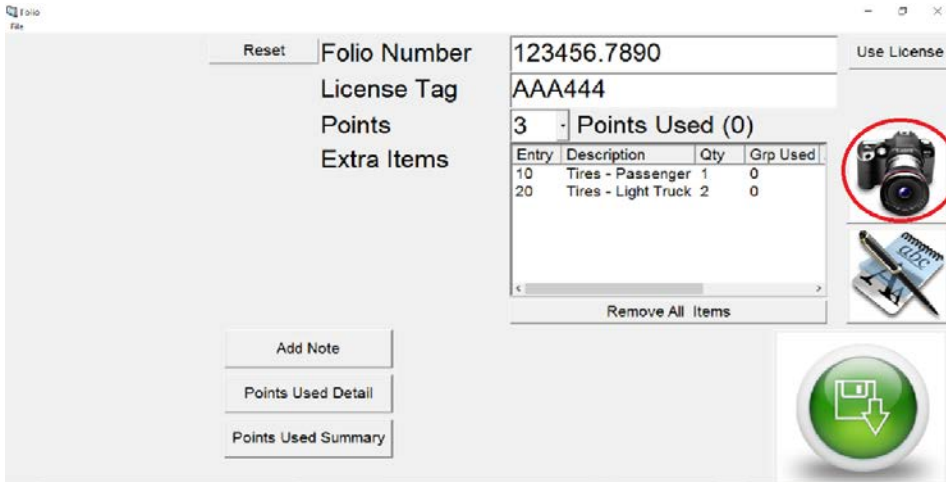 Folio
File
Reset Folio Number 123456.7890 Use License
License Tag AAA444
Points 3 Points Used (0)
Extra Items
Entry Description Qty Grp Used
10 Tires - Passenger 1 0
20 Tires - Light Truck 2 0
abc
Remove All Items
Add Note
Points Used Detail
Points Used Summary